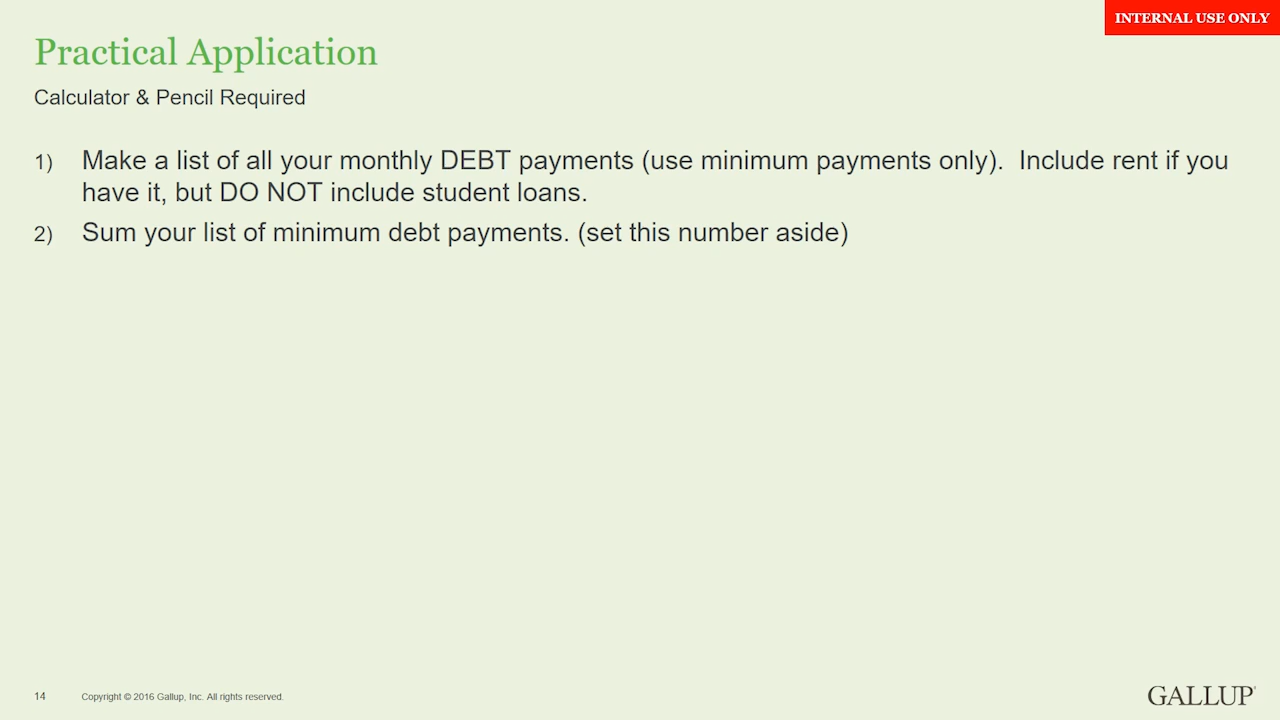 INTERNAL USE ONLY
Practical Application
Calculator & Pencil Required
1) Make a list of all your monthly DEBT payments (use minimum payments only).  Include rent if you
have it, but DO NOT include student loans.
2) Sum your list of minimum debt payments. (set this number aside)
14 Copyright © 2016 Gallup, Inc. All rights reserved.
GALLUP®